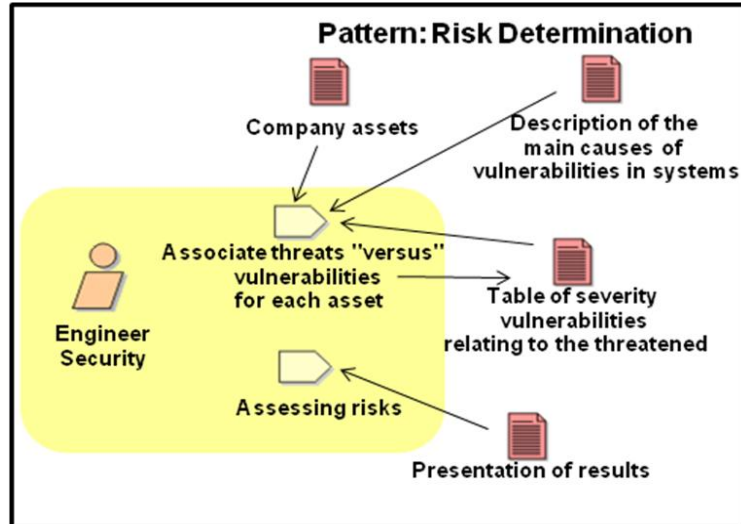 Pattern: Risk Determination
Company assets
Description of the
main causes of
vulnerabilities in systems
Associate threats "versus"
vulnerabilities
for each asset
Table of severity
vulnerabilities
relating to the threatened
Engineer
Security
Assessing risks
Presentation of results